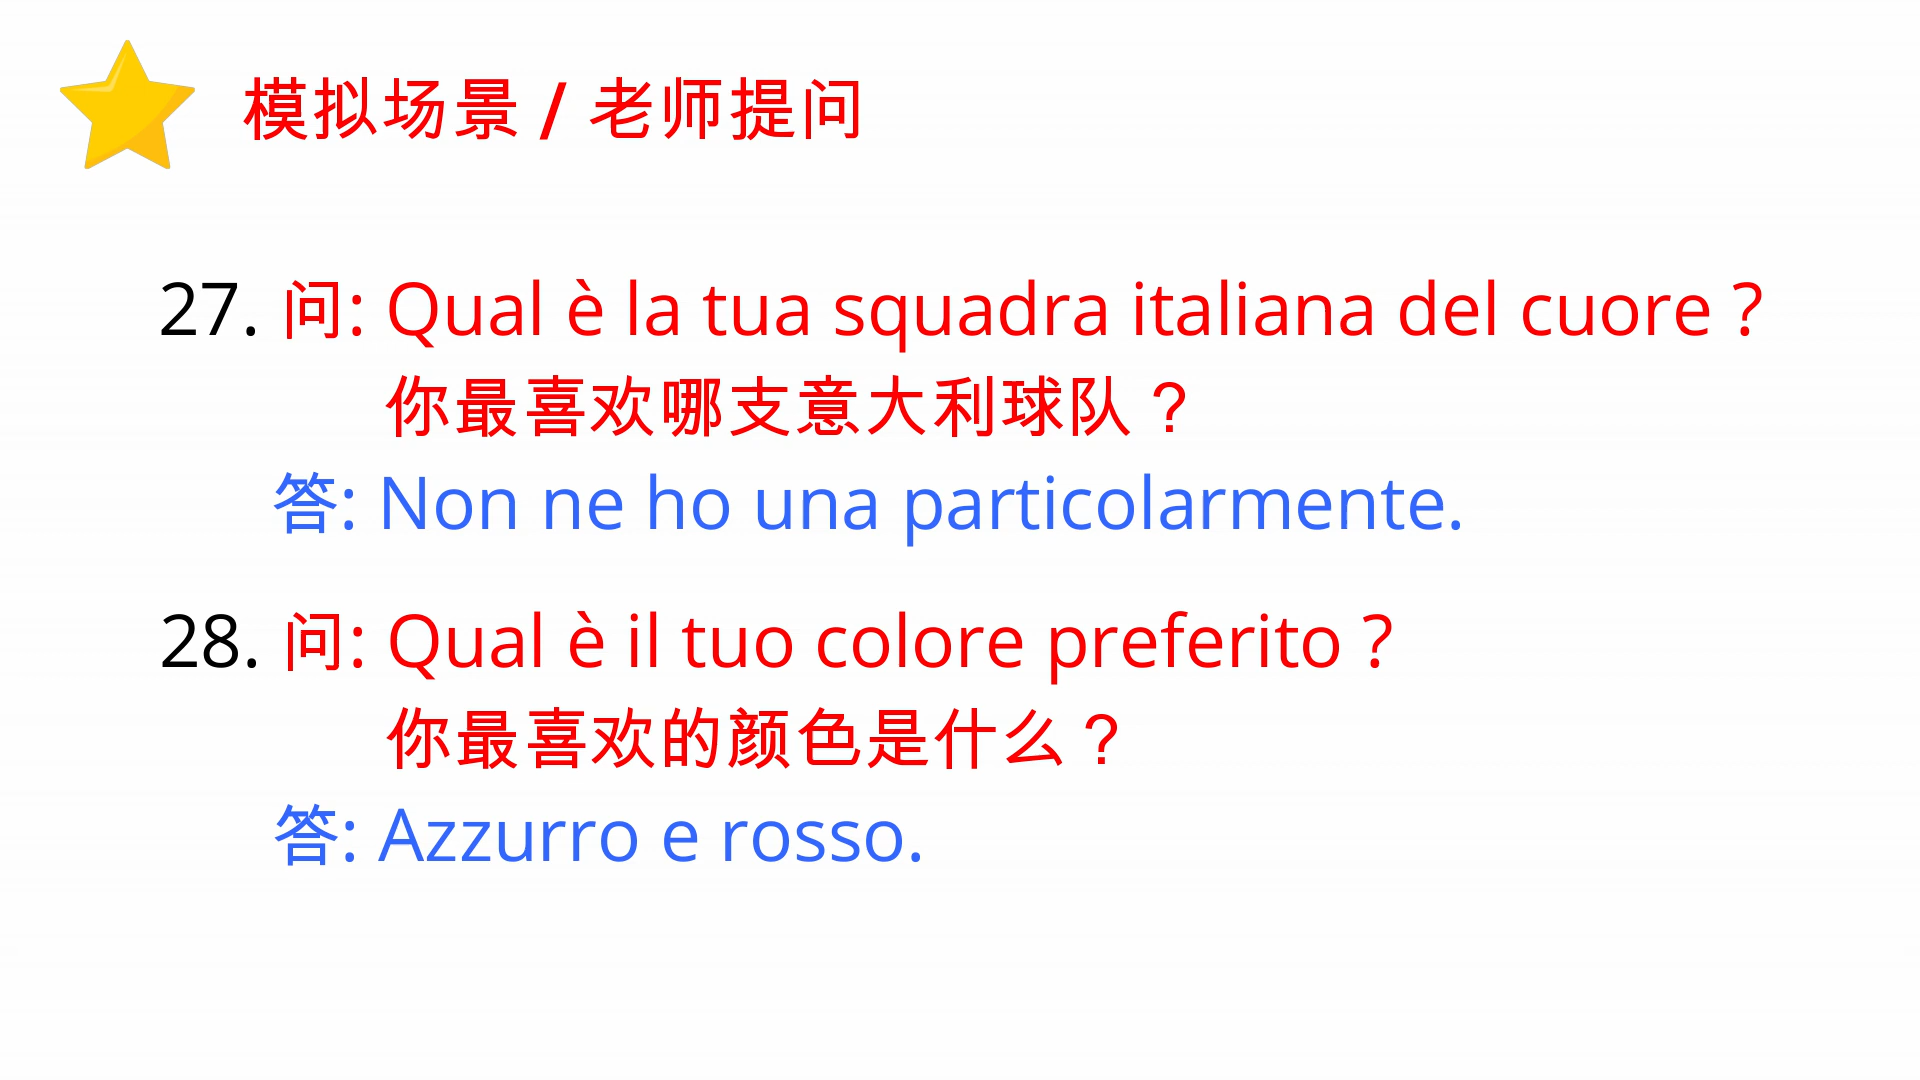 模拟场景 / 老师提问
27. 问: Qual è la tua squadra italiana del cuore ?
你最喜欢哪支意大利球队？
答: Non ne ho una particolarmente.
28. 问: Qual è il tuo colore preferito ?
你最喜欢的颜色是什么？
答: Azzurro e rosso.